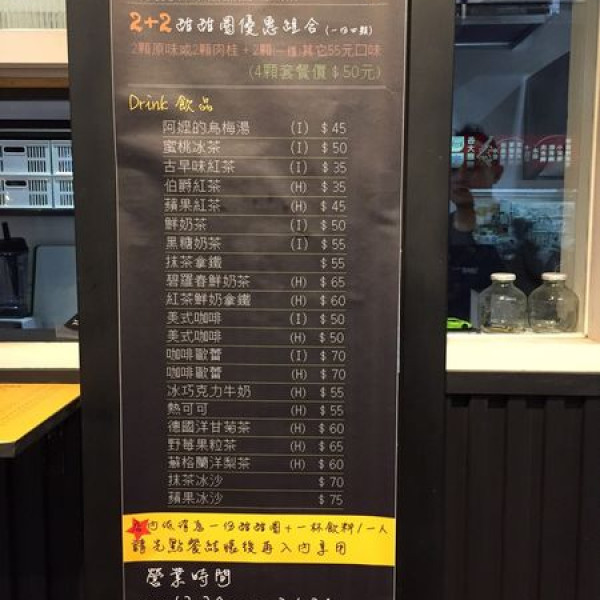 2+2甜甜圈優惠組合(一份四顆)
2顆原味或2顆肉桂+2顆(一樣)其它55元口味
(4顆套餐價$50元)
Drink 飲品
阿嬤的烏梅湯 (I) $45
蜜桃冰茶 (I) $50
古早味紅茶 (I) $35
伯爵紅茶 (H) $35
蘋果紅茶 (H) $45
鮮奶茶 (I) $50
黑糖奶茶 (I) $55
抹茶拿鐵 $55
碧羅春鮮奶茶 (H) $65
紅茶鮮奶拿鐵 (H) $60
美式咖啡 (I) $50
美式咖啡 (H) $50
咖啡歐蕾 (I) $70
咖啡歐蕾 (H) $70
冰巧克力牛奶 (H) $55
熱可可 (H) $55
德國洋甘菊茶 (H) $60
野莓果粒茶 (H) $65
蘇格蘭洋梨茶 (H) $60
抹茶冰沙 $70
蘋果冰沙 $75
內低消為一份甜甜圈+一杯飲料/一人
請先點餐結帳後再入內享用
營業時間